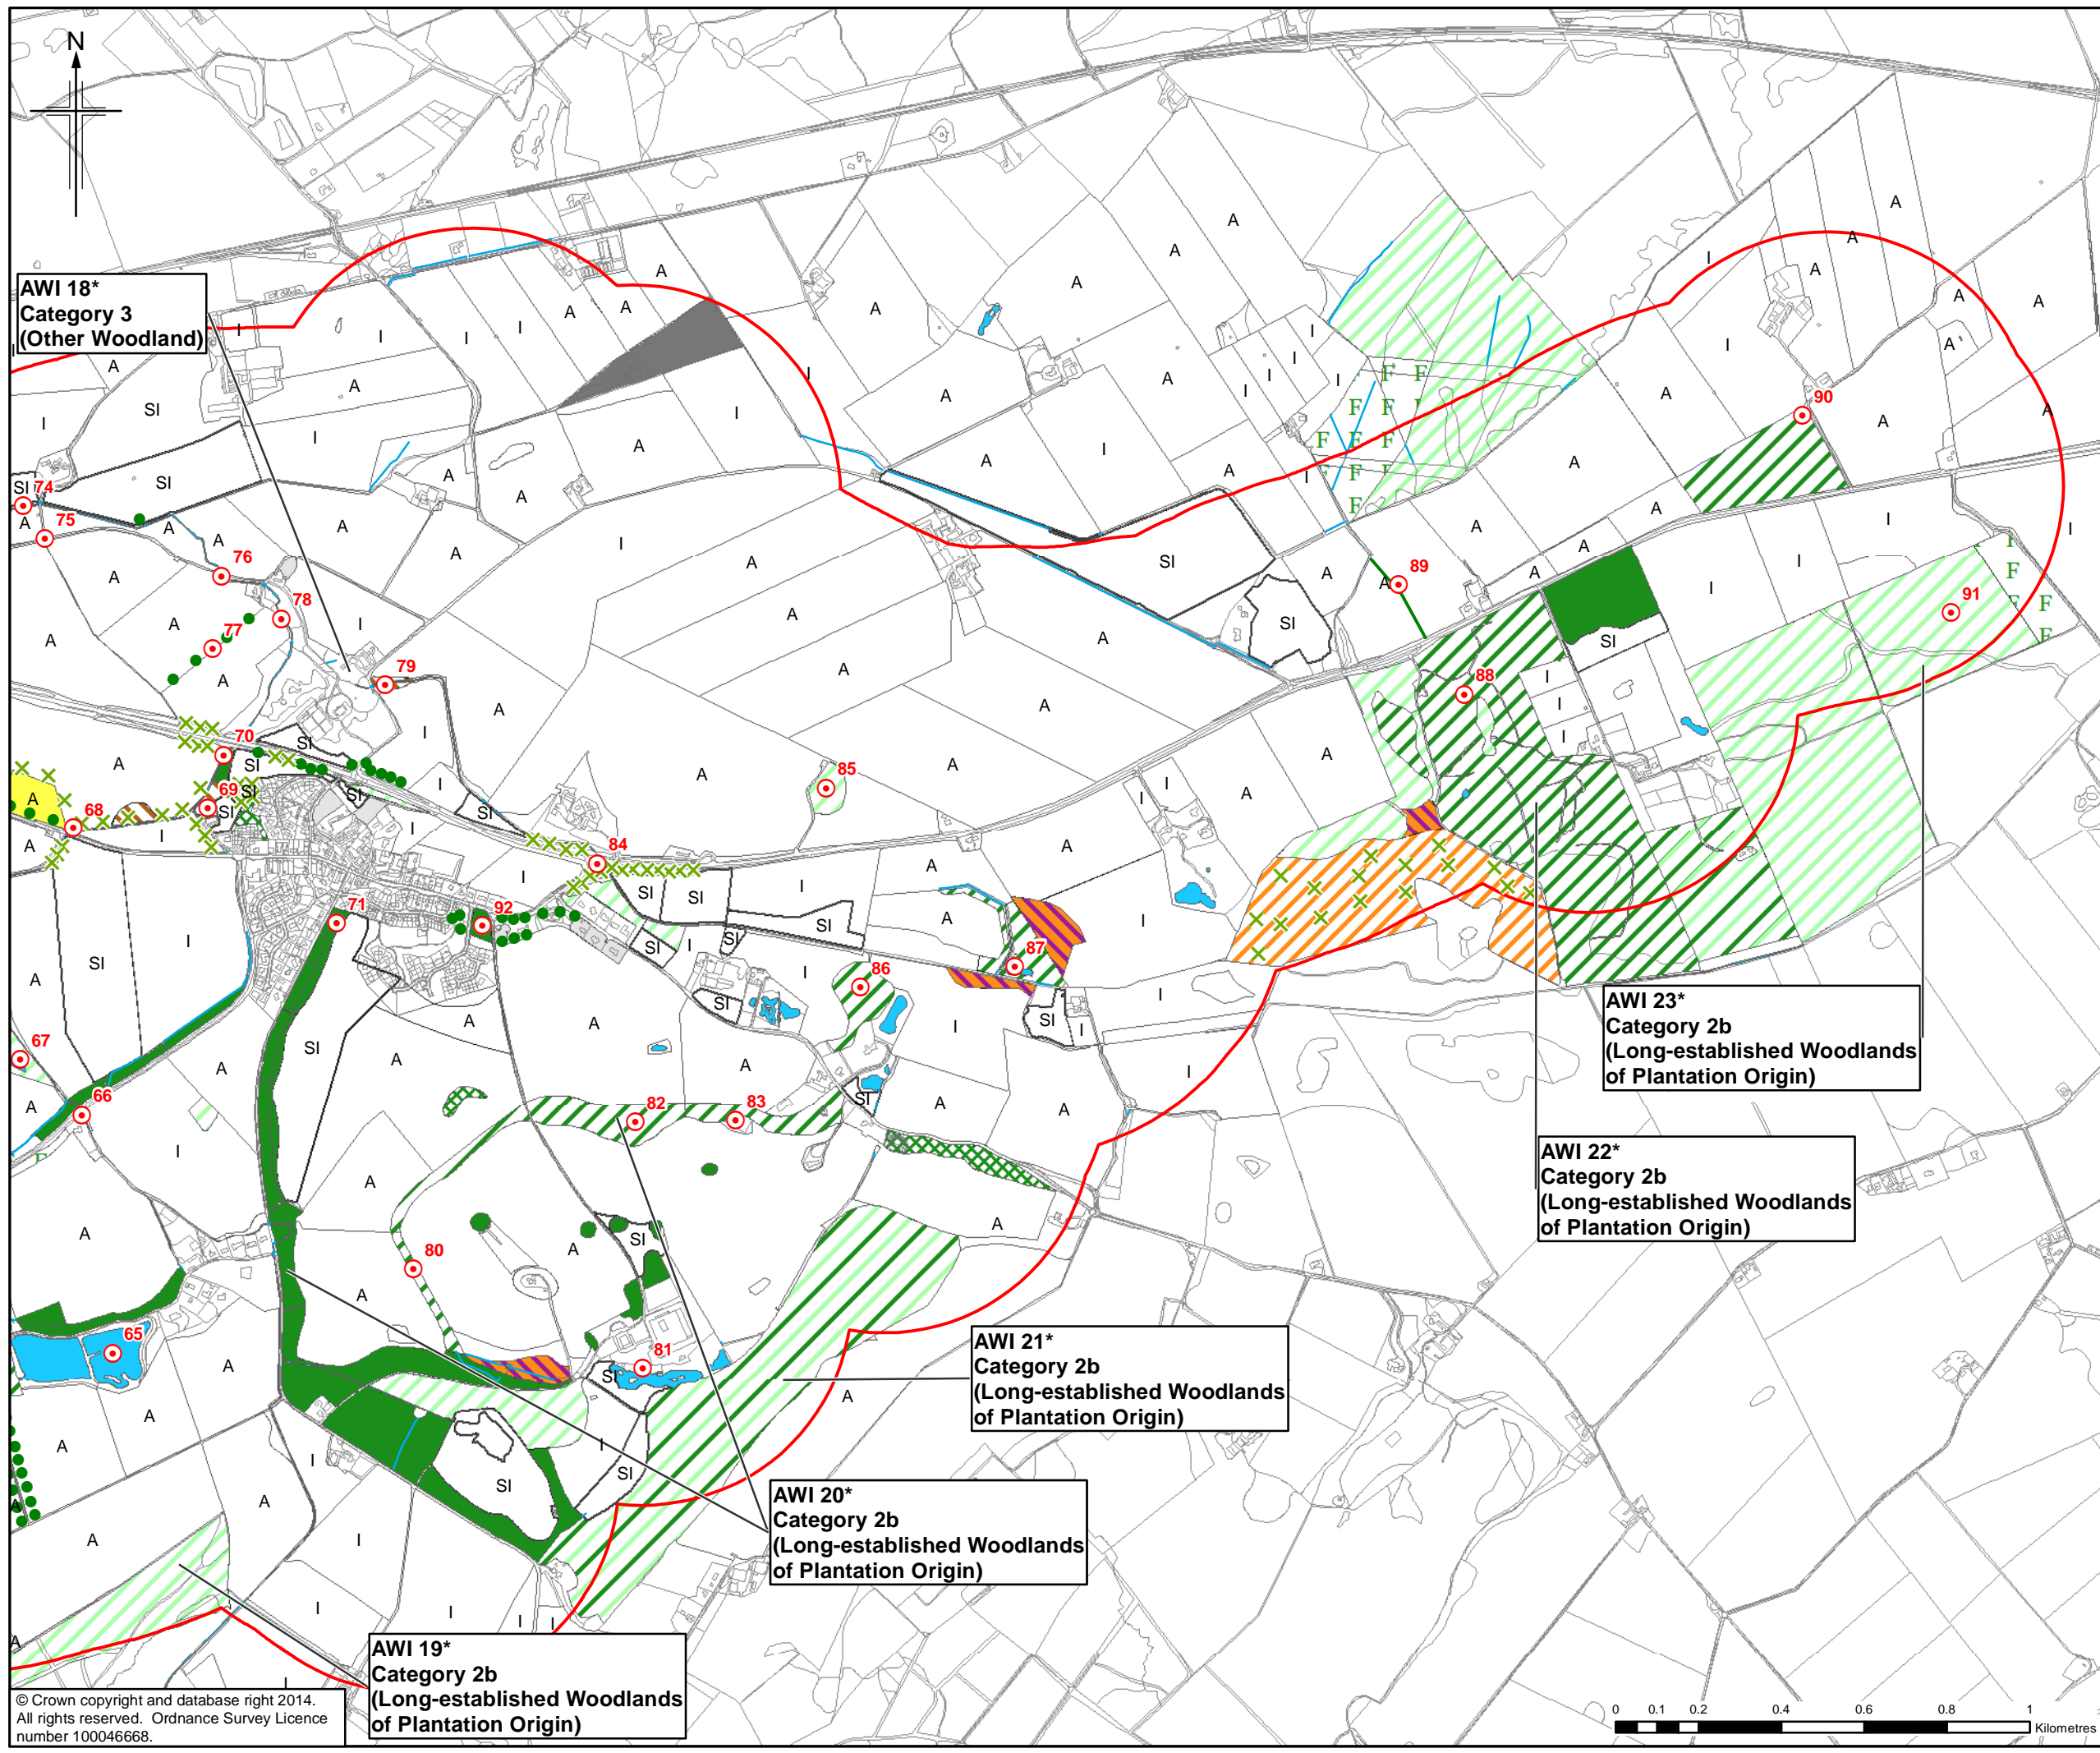 N
AWI 18*
Category 3
(Other Woodland)
74
75
76
77
78
79
70
69
68
71
92
84
85
86
87
88
89
90
91
67
66
82
83
80
81
65
AWI 23*
Category 2b
(Long-established Woodlands
of Plantation Origin)
AWI 22*
Category 2b
(Long-established Woodlands
of Plantation Origin)
AWI 21*
Category 2b
(Long-established Woodlands
of Plantation Origin)
AWI 20*
Category 2b
(Long-established Woodlands
of Plantation Origin)
AWI 19*
Category 2b
(Long-established Woodlands
of Plantation Origin)
© Crown copyright and database right 2014.
All rights reserved. Ordnance Survey Licence
number 100046668.
0 0.1 0.2 0.4 0.6 0.8 1
Kilometres